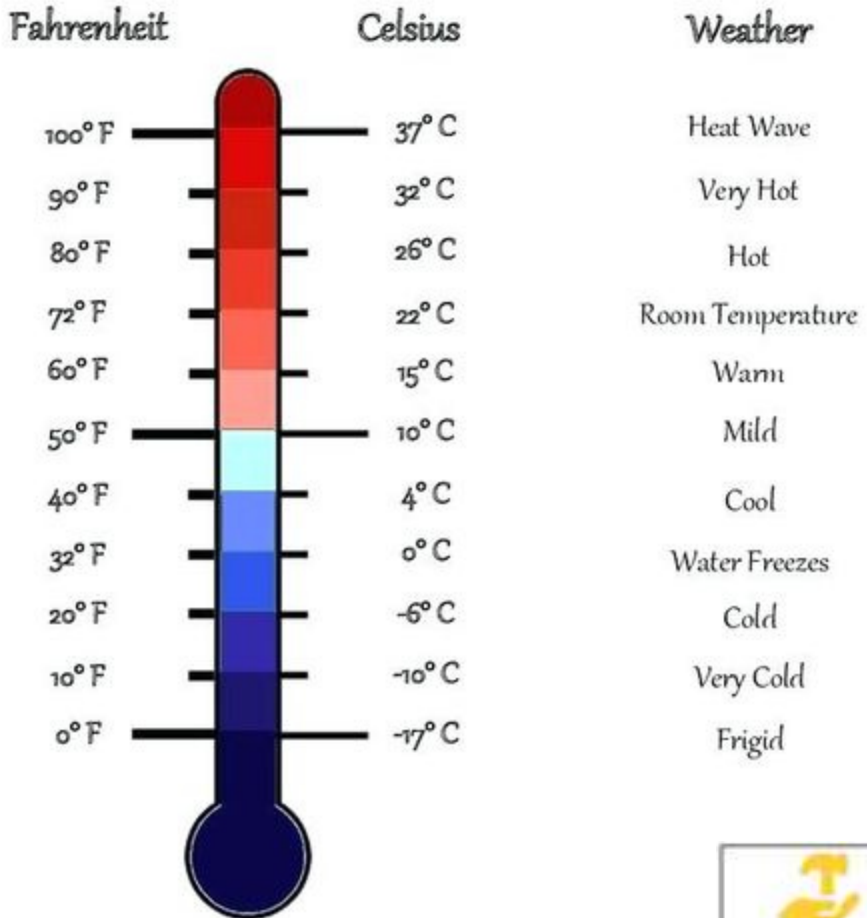 Fahrenheit Celsius Weather
100° F 37° C Heat Wave
90° F 32° C Very Hot
80° F 26° C Hot
72° F 22° C Room Temperature
60° F 15° C Warm
50° F 10° C Mild
40° F 4° C Cool
32° F 0° C Water Freezes
20° F -6° C Cold
10° F -10° C Very Cold
0° F -17° C Frigid